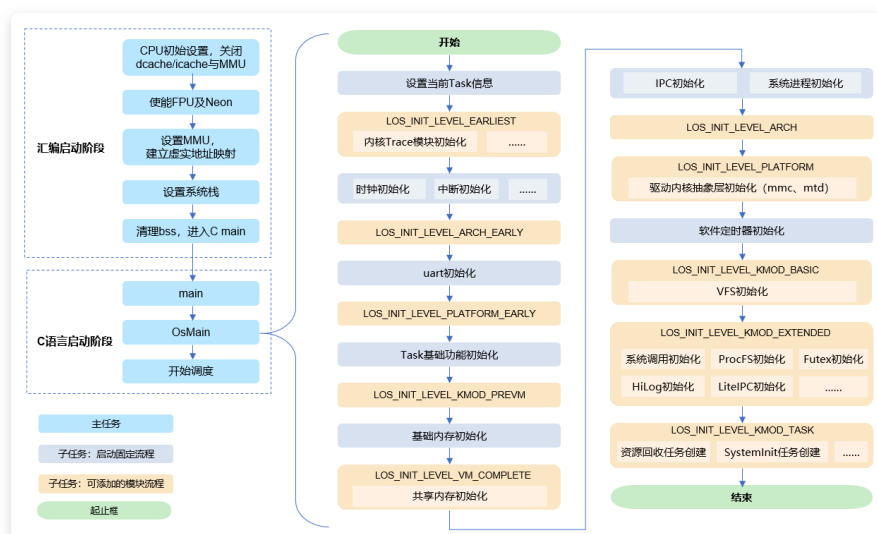 汇编启动阶段
CPU初始设置，关闭
dcache/icache与MMU
使能FPU及Neon
设置MMU，
建立虚实地址映射
设置系统栈
清理bss，进入C main
C语言启动阶段
main
OsMain
开始调度
主任务
子任务：启动固定流程
子任务：可添加的模块流程
起止框
开始
设置当前Task信息
LOS_INIT_LEVEL_EARLIEST
内核Trace模块初始化 ……
时钟初始化 中断初始化 ……
LOS_INIT_LEVEL_ARCH_EARLY
uart初始化
LOS_INIT_LEVEL_PLATFORM_EARLY
Task基础功能初始化
LOS_INIT_LEVEL_KMOD_PREVM
基础内存初始化
LOS_INIT_LEVEL_VM_COMPLETE
共享内存初始化
IPC初始化 系统进程初始化
LOS_INIT_LEVEL_ARCH
LOS_INIT_LEVEL_PLATFORM
驱动内核抽象层初始化（mmc、mtd）
软件定时器初始化
LOS_INIT_LEVEL_KMOD_BASIC
VFS初始化
LOS_INIT_LEVEL_KMOD_EXTENDED
系统调用初始化 ProcFS初始化 Futex初始化
HiLog初始化 LiteIPC初始化 ……
LOS_INIT_LEVEL_KMOD_TASK
资源回收任务创建 SystemInit任务创建 ……
结束